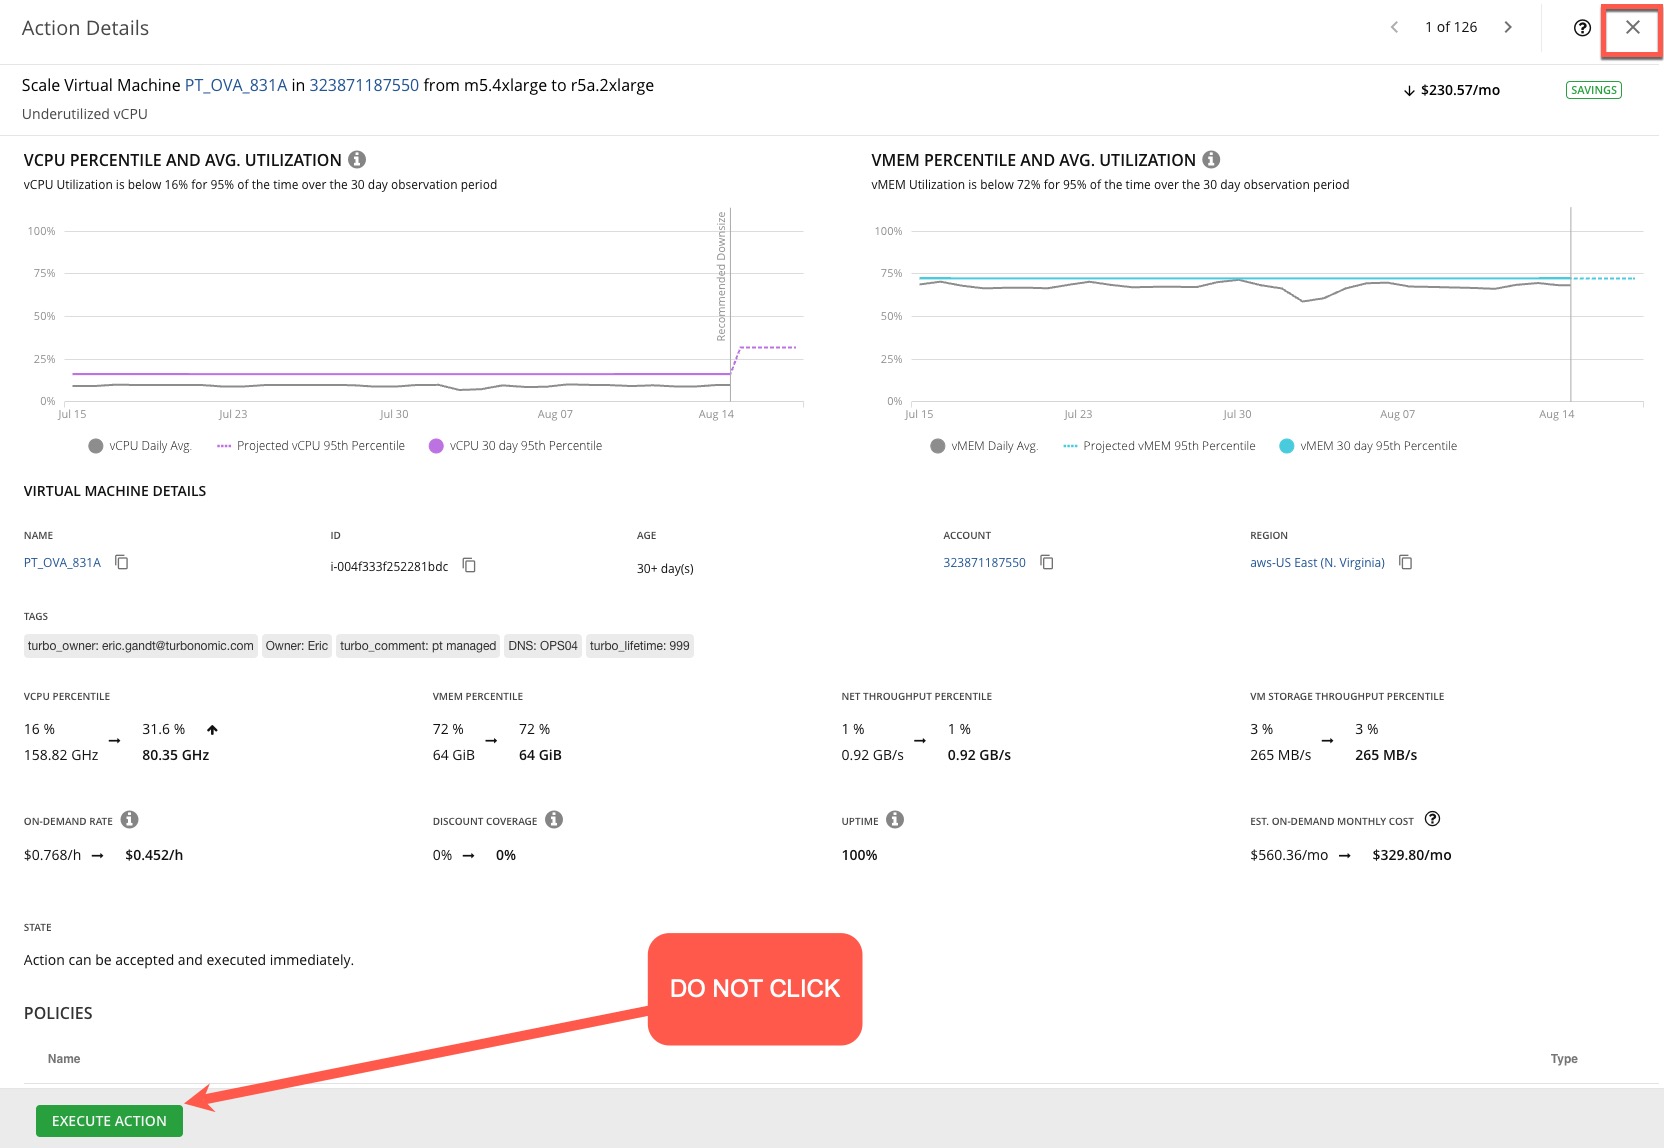 Action Details
1 of 126
Scale Virtual Machine PT_OVA_831A in 323871187550 from m5.4xlarge to r5a.2xlarge
↓ $230.57/mo
SAVINGS
Underutilized vCPU
VCPU PERCENTILE AND AVG. UTILIZATION
vCPU Utilization is below 16% for 95% of the time over the 30 day observation period
100%
75%
50%
25%
0%
Recommended Downsize
Jul 15 Jul 23 Jul 30 Aug 07 Aug 14
vCPU Daily Avg. Projected vCPU 95th Percentile vCPU 30 day 95th Percentile
VMEM PERCENTILE AND AVG. UTILIZATION
vMEM Utilization is below 72% for 95% of the time over the 30 day observation period
100%
75%
50%
25%
0%
Jul 15 Jul 23 Jul 30 Aug 07 Aug 14
vMEM Daily Avg. Projected vMEM 95th Percentile vMEM 30 day 95th Percentile
VIRTUAL MACHINE DETAILS
NAME ID AGE ACCOUNT REGION
PT_OVA_831A i-004f333f252281bdc 30+ day(s) 323871187550 aws-US East (N. Virginia)
TAGS
turbo_owner: eric.gandt@turbonomic.com Owner: Eric turbo_comment: pt managed DNS: OPS04 turbo_lifetime: 999
VCPU PERCENTILE VMEM PERCENTILE NET THROUGHPUT PERCENTILE VM STORAGE THROUGHPUT PERCENTILE
16 % → 31.6 % ↑ 72 % → 72 % 1 % → 1 % 3 % → 3 %
158.82 GHz 80.35 GHz 64 GiB 64 GiB 0.92 GB/s 0.92 GB/s 265 MB/s 265 MB/s
ON-DEMAND RATE DISCOUNT COVERAGE UPTIME EST. ON-DEMAND MONTHLY COST
$0.768/h → $0.452/h 0% → 0% 100% $560.36/mo → $329.80/mo
STATE
Action can be accepted and executed immediately.
DO NOT CLICK
POLICIES
Name Type
EXECUTE ACTION